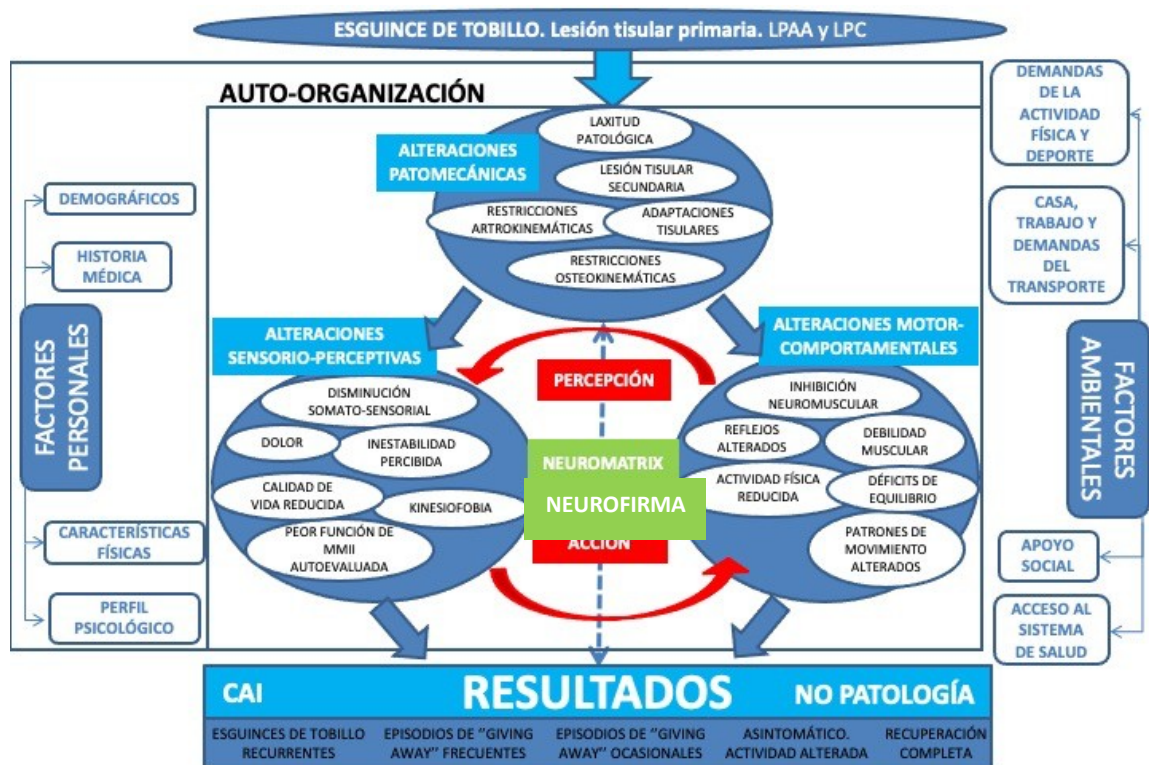 ESGUINCE DE TOBILLO. Lesión tisular primaria. LPAA y LPC
AUTO-ORGANIZACIÓN
ALTERACIONES
PATOMECÁNICAS
LAXITUD
PATOLÓGICA
LESIÓN TISULAR
SECUNDARIA
RESTRICCIONES
ARTROKINEMÁTICAS
ADAPTACIONES
TISULARES
RESTRICCIONES
OSTEOKINEMÁTICAS
FACTORES
PERSONALES
DEMOGRÁFICOS
HISTORIA
MÉDICA
CARACTERÍSTICAS
FÍSICAS
PERFIL
PSICOLÓGICO
ALTERACIONES
SENSORIO-PERCEPTIVAS
DISMINUCIÓN
SOMATO-SENSORIAL
DOLOR
INESTABILIDAD
PERCIBIDA
CALIDAD DE
VIDA REDUCIDA
KINESIOFOBIA
PEOR FUNCIÓN DE
MMII
AUTOEVALUADA
PERCEPCIÓN
NEUROMATRIX
NEUROFIRMA
ACCIÓN
ALTERACIONES MOTOR-
COMPORTAMENTALES
INHIBICIÓN
NEUROMUSCULAR
REFLEJOS
ALTERADOS
DEBILIDAD
MUSCULAR
ACTIVIDAD FÍSICA
REDUCIDA
DÉFICITS DE
EQUILIBRIO
PATRONES DE
MOVIMIENTO
ALTERADOS
DEMANDAS
DE LA
ACTIVIDAD
FÍSICA Y
DEPORTE
CASA,
TRABAJO Y
DEMANDAS
DEL
TRANSPORTE
FACTORES
AMBIENTALES
APOYO
SOCIAL
ACCESO AL
SISTEMA
DE SALUD
CAI
RESULTADOS
NO PATOLOGÍA
ESGUINCES DE TOBILLO
RECURRENTES
EPISODIOS DE "GIVING
AWAY" FRECUENTES
EPISODIOS DE "GIVING
AWAY" OCASIONALES
ASINTOMÁTICO.
ACTIVIDAD ALTERADA
RECUPERACIÓN
COMPLETA